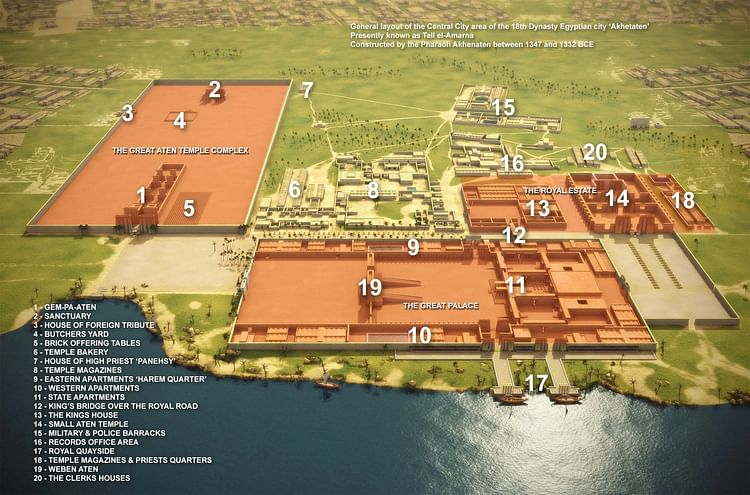 General layout of the Central City area of the 18th Dynasty Egyptian city 'Akhetaten'
Presently known as Tell el-Amarna
Constructed by the Pharaoh Akhenaten between 1347 and 1332 BCE
2
7
3
4
15
THE GREAT ATEN TEMPLE COMPLEX
20
16
1
6
8
THE ROYAL ESTATE
14
18
5
13
12
9
19
11
THE GREAT PALACE
10
17
1 - GEM-PA-ATEN
2 - SANCTUARY
3 - HOUSE OF FOREIGN TRIBUTE
4 - BUTCHERS YARD
5 - BRICK OFFERING TABLES
6 - TEMPLE BAKERY
7 - HOUSE OF HIGH PRIEST 'PANEHSY'
8 - TEMPLE MAGAZINES
9 - EASTERN APARTMENTS 'HAREM QUARTER'
10 - WESTERN APARTMENTS
11 - STATE APARTMENTS
12 - KING'S BRIDGE OVER THE ROYAL ROAD
13 - THE KINGS HOUSE
14 - SMALL ATEN TEMPLE
15 - MILITARY & POLICE BARRACKS
16 - RECORDS OFFICE AREA
17 - ROYAL QUAYSIDE
18 - TEMPLE MAGAZINES & PRIESTS QUARTERS
19 - WEBEN ATEN
20 - THE CLERKS HOUSES